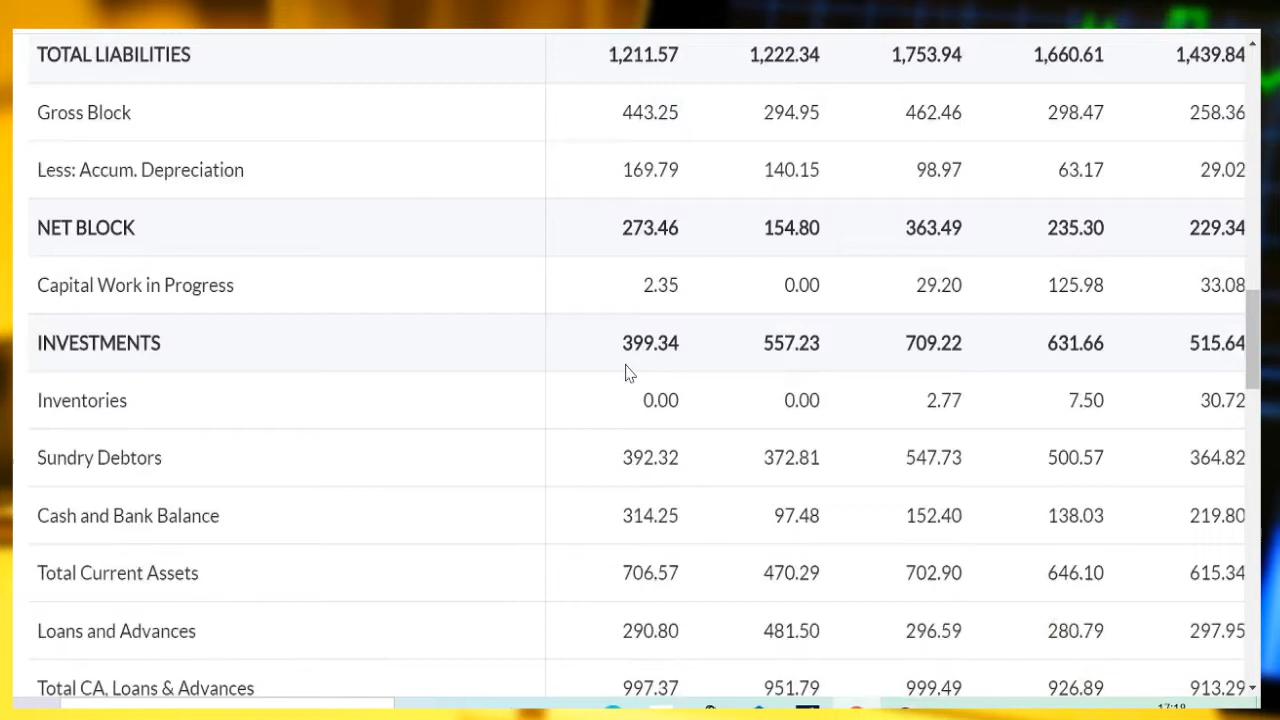 TOTAL LIABILITIES 1,211.57 1,222.34 1,753.94 1,660.61 1,439.84
Gross Block 443.25 294.95 462.46 298.47 258.36
Less: Accum. Depreciation 169.79 140.15 98.97 63.17 29.02
NET BLOCK 273.46 154.80 363.49 235.30 229.34
Capital Work in Progress 2.35 0.00 29.20 125.98 33.08
INVESTMENTS 399.34 557.23 709.22 631.66 515.64
Inventories 0.00 0.00 2.77 7.50 30.72
Sundry Debtors 392.32 372.81 547.73 500.57 364.82
Cash and Bank Balance 314.25 97.48 152.40 138.03 219.80
Total Current Assets 706.57 470.29 702.90 646.10 615.34
Loans and Advances 290.80 481.50 296.59 280.79 297.95
Total CA, Loans & Advances 997.37 951.79 999.49 926.89 913.29